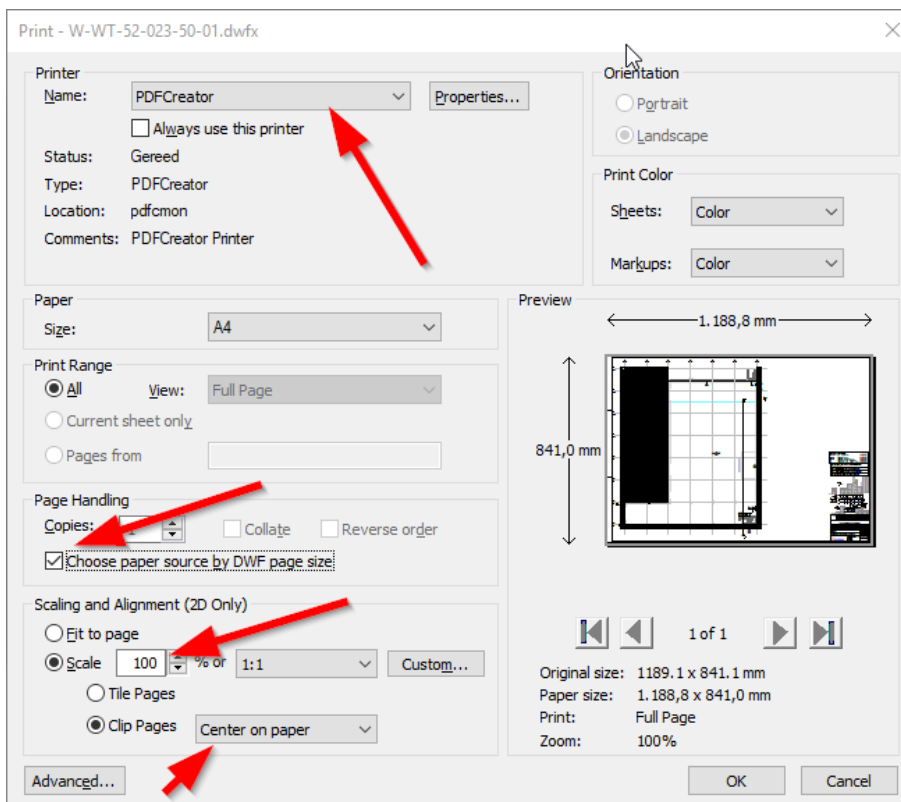 Print - W-WT-52-023-50-01.dwfx
Printer
Name: PDFCreator Properties...
Always use this printer
Status: Gereed
Type: PDFCreator
Location: pdfcmon
Comments: PDFCreator Printer
Orientation
Portrait
Landscape
Print Color
Sheets: Color
Markups: Color
Paper
Size: A4
Print Range
All View: Full Page
Current sheet only
Pages from
Page Handling
Copies: Collate Reverse order
Choose paper source by DWF page size
Scaling and Alignment (2D Only)
Fit to page
Scale 100 % or 1:1 Custom...
Tile Pages
Clip Pages Center on paper
Preview
1.188,8 mm
841,0 mm
1 of 1
Original size: 1189.1 x 841.1 mm
Paper size: 1.188,8 x 841,0 mm
Print: Full Page
Zoom: 100%
Advanced... OK Cancel